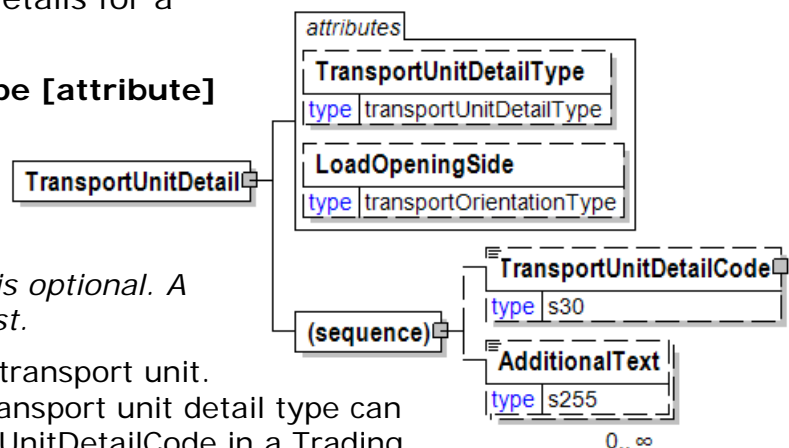 etails for a
pe [attribute]
is optional. A
st.
transport unit.
ansport unit detail type can
UnitDetailCode in a Trading
attributes
TransportUnitDetailType
type transportUnitDetailType
LoadOpeningSide
type transportOrientationType
TransportUnitDetail
(sequence)
TransportUnitDetailCode
type s30
AdditionalText
type s255
0..∞